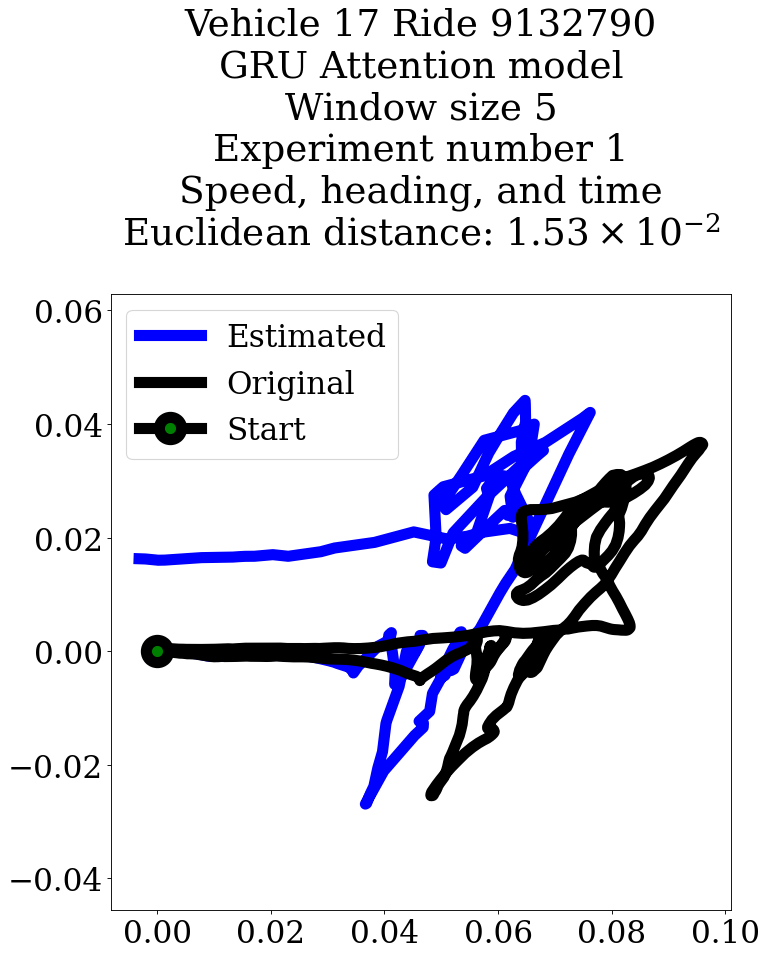 Vehicle 17 Ride 9132790
GRU Attention model
Window size 5
Experiment number 1
Speed, heading, and time
Euclidean distance: 1.53 × 10⁻²
0.06
0.04
0.02
0.00
−0.02
−0.04
Estimated
Original
Start
0.00 0.02 0.04 0.06 0.08 0.10